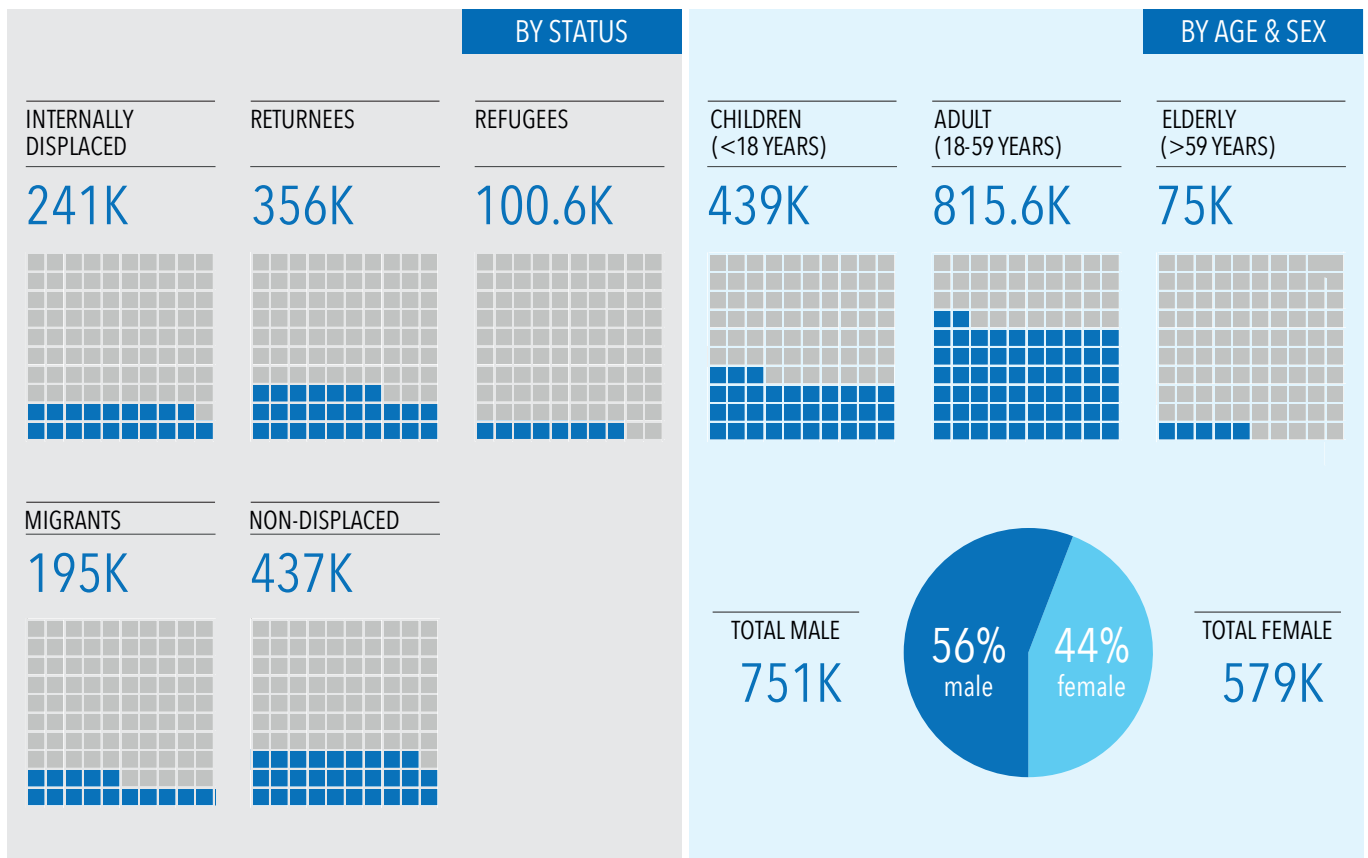 BY STATUS
INTERNALLY
DISPLACED
241K
RETURNEES
356K
REFUGEES
100.6K
MIGRANTS
195K
NON-DISPLACED
437K
BY AGE & SEX
CHILDREN
(<18 YEARS)
439K
ADULT
(18-59 YEARS)
815.6K
ELDERLY
(>59 YEARS)
75K
TOTAL MALE
751K
56%
male
44%
female
TOTAL FEMALE
579K